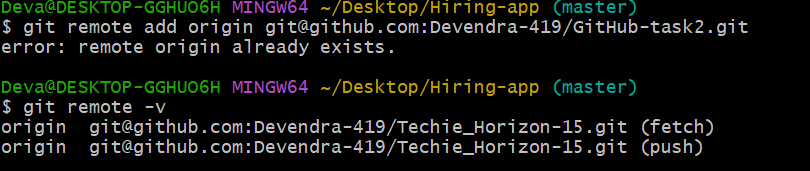 Deva@DESKTOP-GGHUO6H MINGW64 ~/Desktop/Hiring-app (master)
$ git remote add origin git@github.com:Devendra-419/GitHub-task2.git
error: remote origin already exists.
Deva@DESKTOP-GGHUO6H MINGW64 ~/Desktop/Hiring-app (master)
$ git remote -v
origin  git@github.com:Devendra-419/Techie_Horizon-15.git (fetch)
origin  git@github.com:Devendra-419/Techie_Horizon-15.git (push)